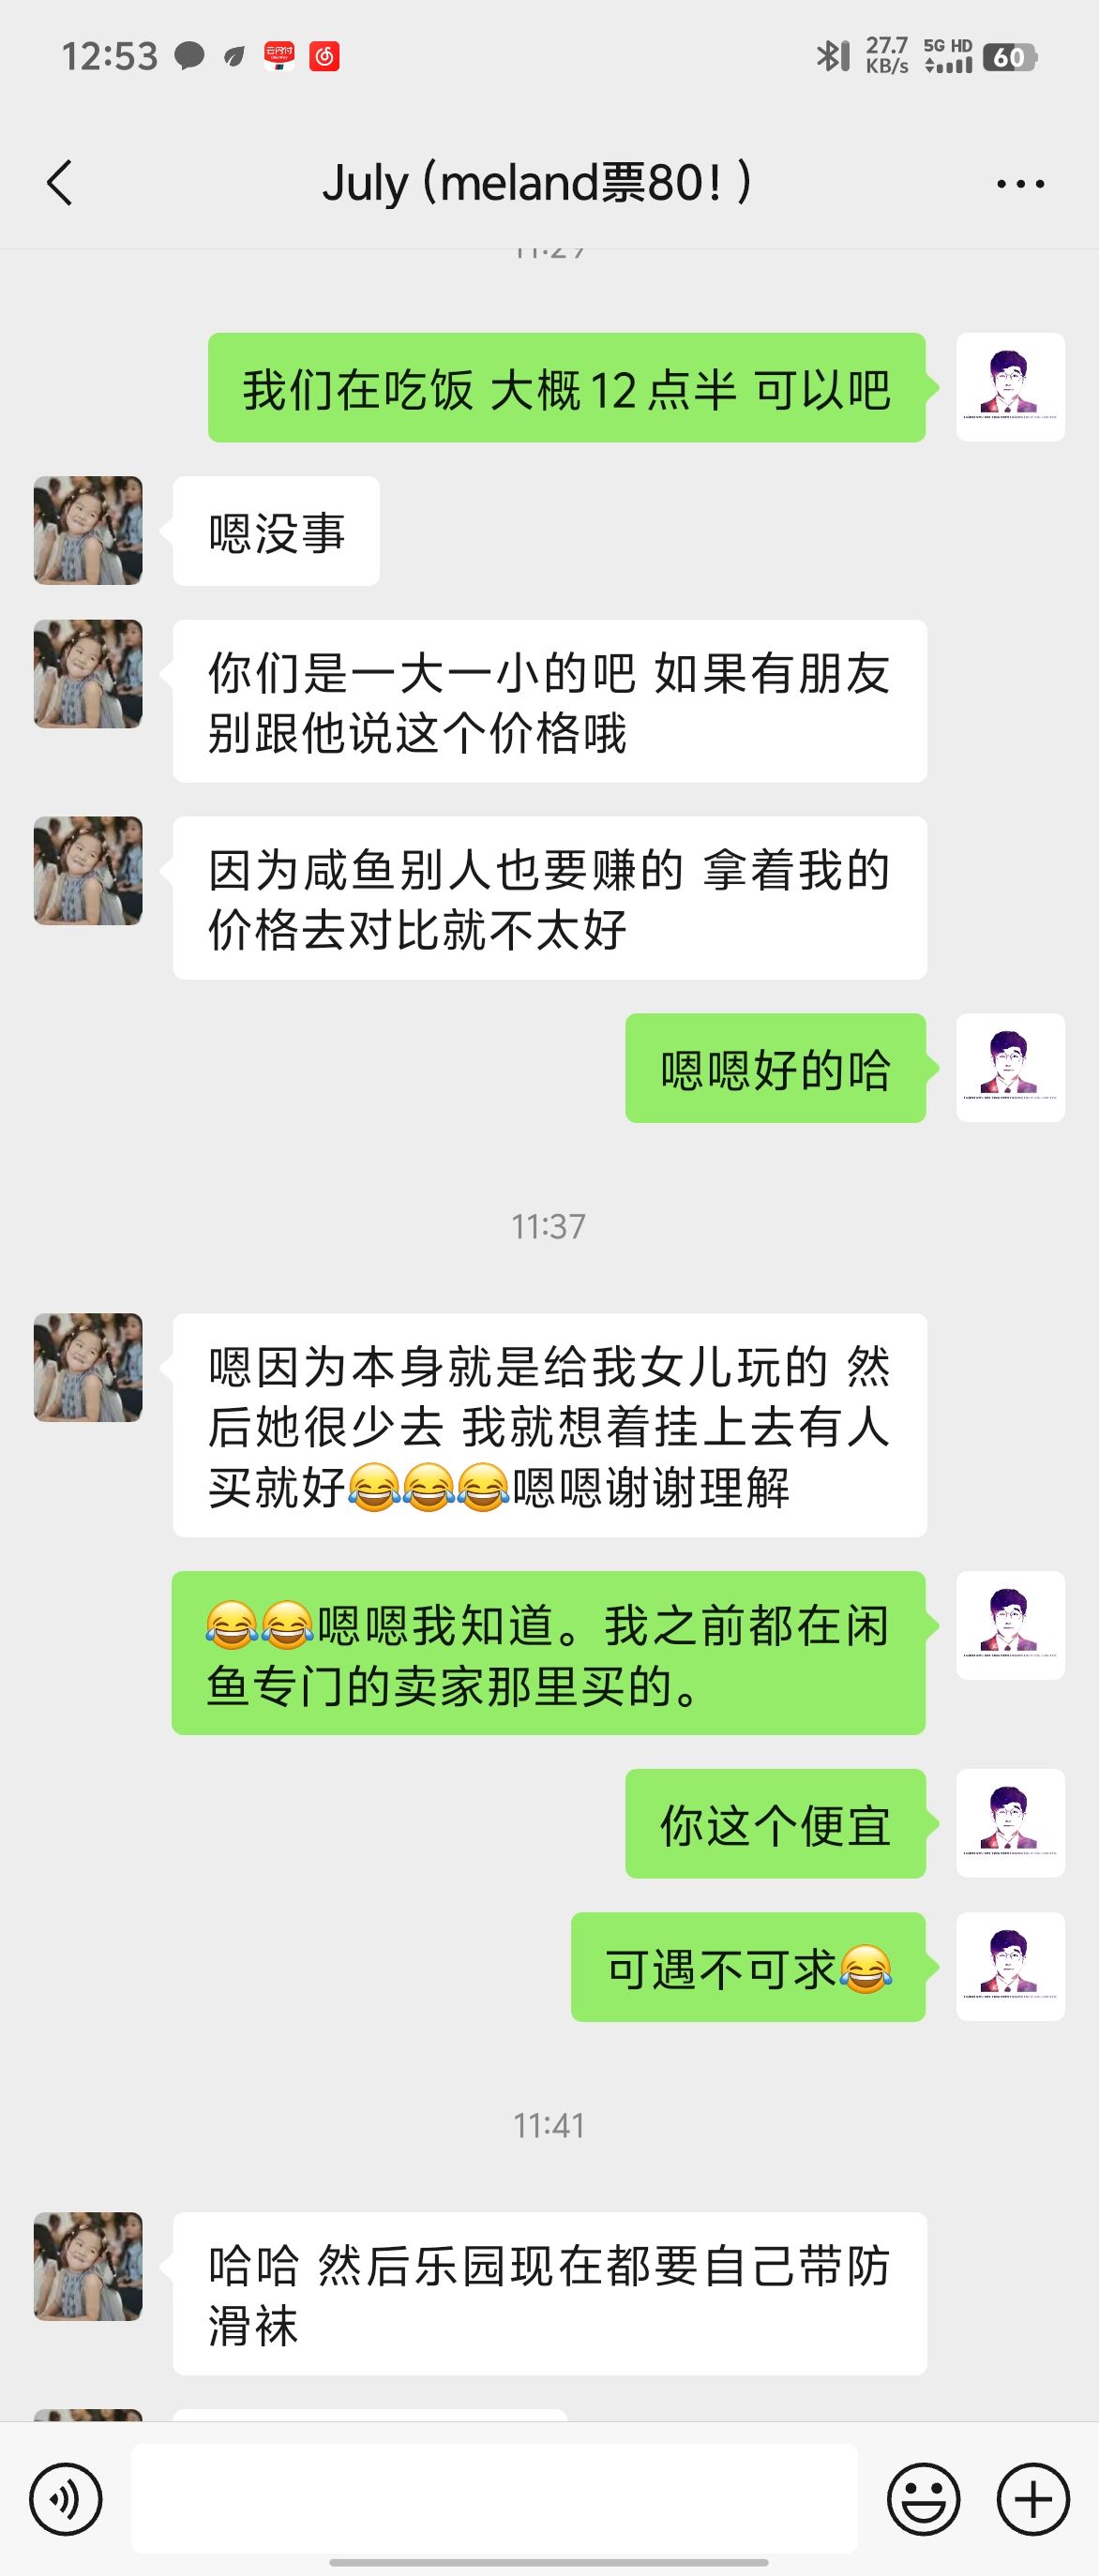 12:53
云闪付
27.7
KB/s
5G HD
60
July (meland票80! )
11:29
我们在吃饭 大概12点半 可以吧
嗯没事
你们是一大一小的吧 如果有朋友
别跟他说这个价格哦
因为咸鱼别人也要赚的 拿着我的
价格去对比就不太好
嗯嗯好的哈
11:37
嗯因为本身就是给我女儿玩的 然
后她很少去 我就想着挂上去有人
买就好😂😂😂嗯嗯谢谢理解
😂😂嗯嗯我知道。我之前都在闲
鱼专门的卖家那里买的。
你这个便宜
可遇不可求😂
11:41
哈哈 然后乐园现在都要自己带防
滑袜